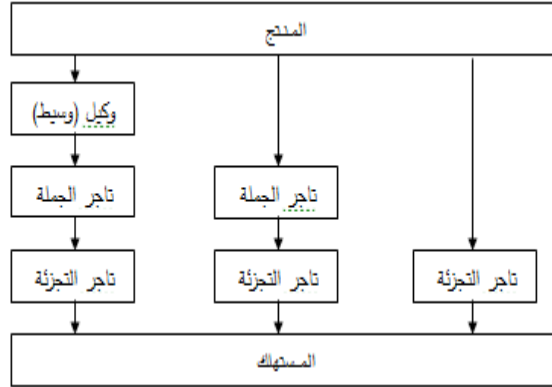 المنتج
وكيل (وسيط)
تاجر الجملة
تاجر الجملة
تاجر التجزئة
تاجر التجزئة
تاجر التجزئة
المستهلك